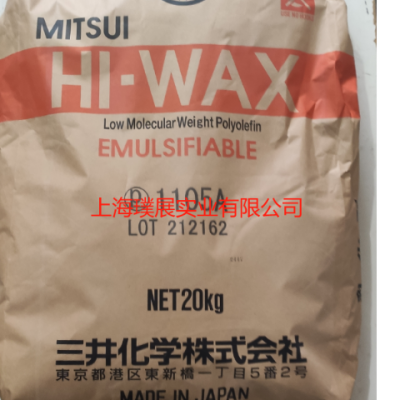 MITSUI
HI-WAX
Low Molecular Weight Polyolefin
EMULSIFIABLE
Ⓟ 1105A
上海璞展实业有限公司
LOT 212162
NET20kg
三井化学株式会社
東京都港区東新橋一丁目5番2号
MADE IN JAPAN